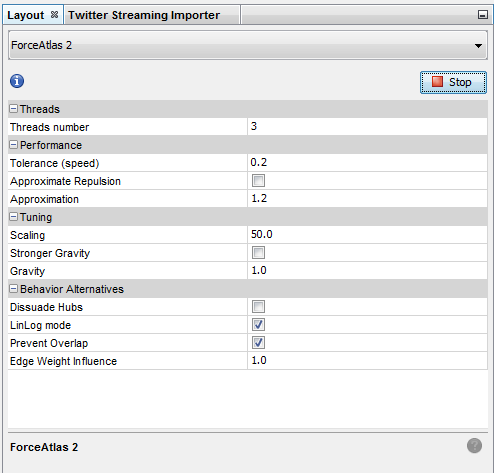 Layout Twitter Streaming Importer
ForceAtlas 2
Stop
Threads
Threads number 3
Performance
Tolerance (speed) 0.2
Approximate Repulsion
Approximation 1.2
Tuning
Scaling 50.0
Stronger Gravity
Gravity 1.0
Behavior Alternatives
Dissuade Hubs
LinLog mode
Prevent Overlap
Edge Weight Influence 1.0
ForceAtlas 2